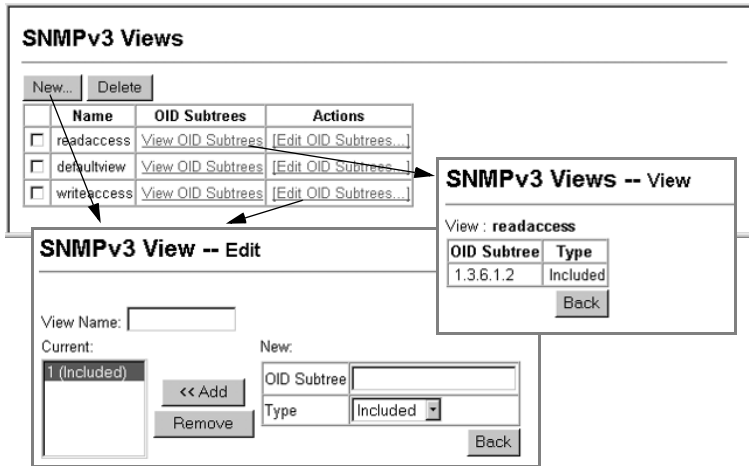 SNMPv3 Views
New... Delete
Name OID Subtrees Actions
readaccess View OID Subtrees [Edit OID Subtrees...]
defaultview View OID Subtrees [Edit OID Subtrees...]
writeaccess View OID Subtrees [Edit OID Subtrees...]
SNMPv3 Views -- View
View : readaccess
OID Subtree Type
1.3.6.1.2 Included
Back
SNMPv3 View -- Edit
View Name:
Current: New:
1 (Included)
<< Add
Remove
OID Subtree
Type Included
Back